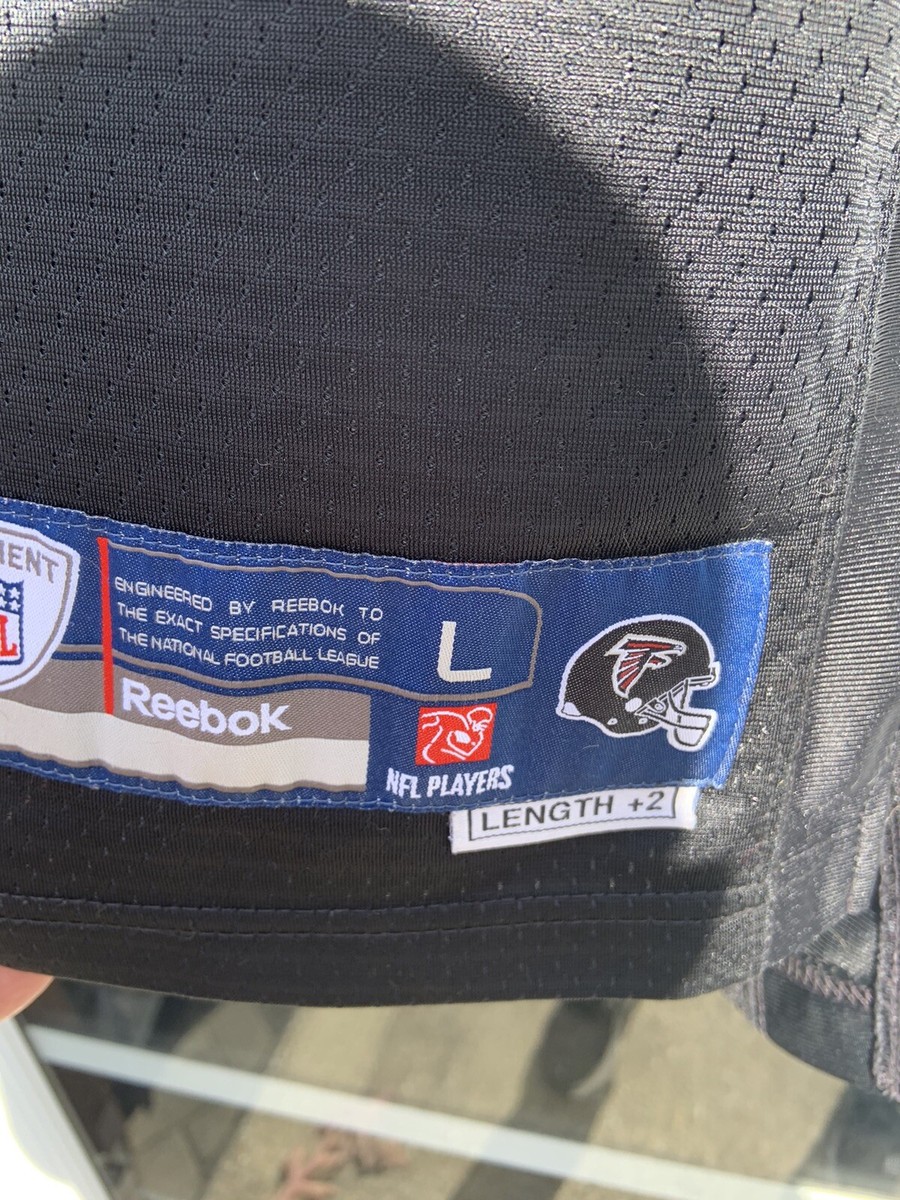 ENGINEERED BY REEBOK TO
THE EXACT SPECIFICATIONS OF
THE NATIONAL FOOTBALL LEAGUE
L
Reebok
NFL PLAYERS
LENGTH +2